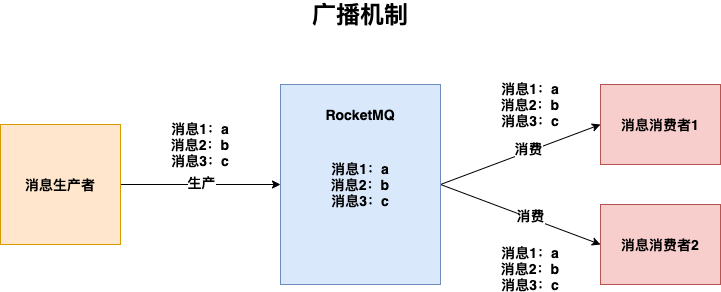 广播机制
消息生产者
消息1：a
消息2：b
消息3：c
生产
RocketMQ
消息1：a
消息2：b
消息3：c
消息1：a
消息2：b
消息3：c
消费
消息消费者1
消费
消息1：a
消息2：b
消息3：c
消息消费者2